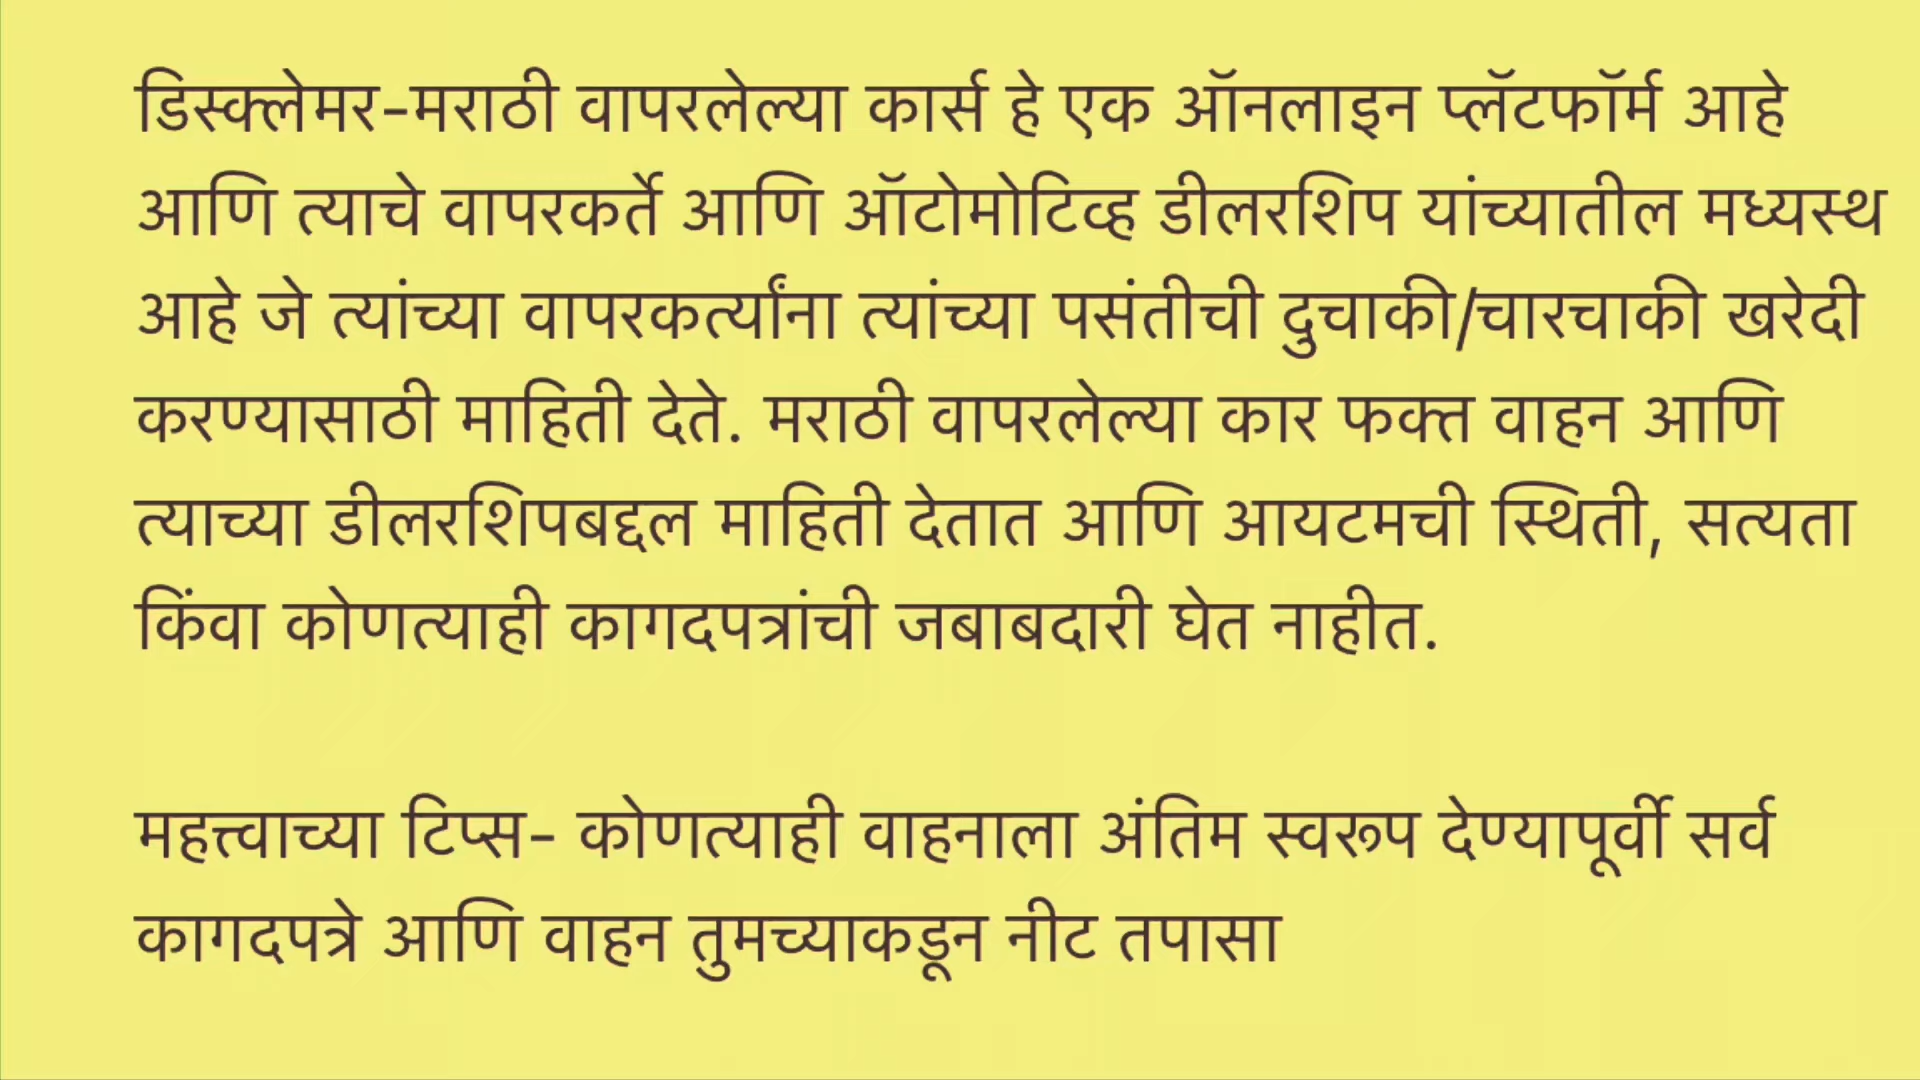 डिस्क्लेमर-मराठी वापरलेल्या कार्स हे एक ऑनलाइन प्लॅटफॉर्म आहे
आणि त्याचे वापरकर्ते आणि ऑटोमोटिव्ह डीलरशिप यांच्यातील मध्यस्थ
आहे जे त्यांच्या वापरकर्त्यांना त्यांच्या पसंतीची दुचाकी/चारचाकी खरेदी
करण्यासाठी माहिती देते. मराठी वापरलेल्या कार फक्त वाहन आणि
त्याच्या डीलरशिपबद्दल माहिती देतात आणि आयटमची स्थिती, सत्यता
किंवा कोणत्याही कागदपत्रांची जबाबदारी घेत नाहीत.
महत्त्वाच्या टिप्स- कोणत्याही वाहनाला अंतिम स्वरूप देण्यापूर्वी सर्व
कागदपत्रे आणि वाहन तुमच्याकडून नीट तपासा